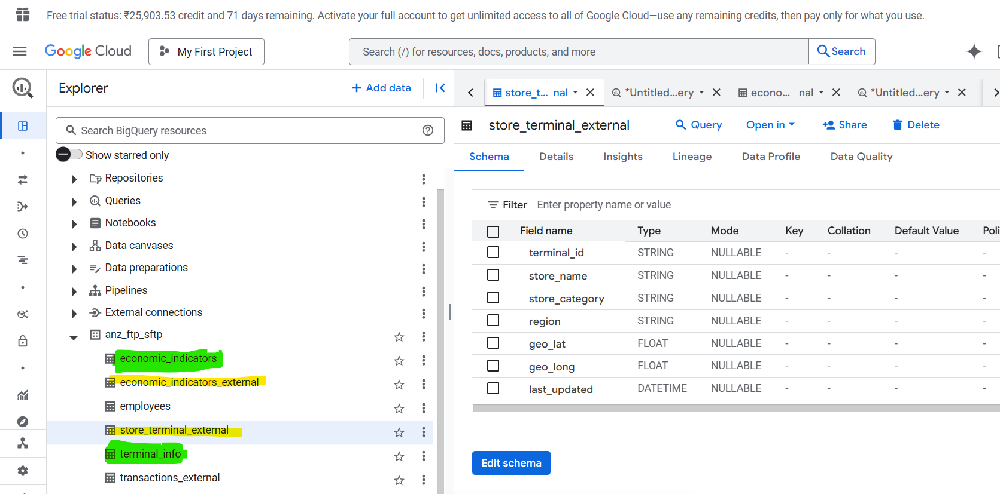 Free trial status: ₹25,903.53 credit and 71 days remaining. Activate your full account to get unlimited access to all of Google Cloud—use any remaining credits, then pay only for what you use.
Google Cloud
My First Project
Search (/) for resources, docs, products, and more
Search
Explorer
+ Add data
Search BigQuery resources
Show starred only
Repositories
Queries
Notebooks
Data canvases
Data preparations
Pipelines
External connections
anz_ftp_sftp
economic_indicators
economic_indicators_external
employees
store_terminal_external
terminal_info
transactions_external
store_t... nal
*Untitled...ery
econo... nal
*Untitled...ery
store_terminal_external
Query
Open in
Share
Delete
Schema Details Insights Lineage Data Profile Data Quality
Filter Enter property name or value
Field name Type Mode Key Collation Default Value Poli
terminal_id STRING NULLABLE - - - -
store_name STRING NULLABLE - - - -
store_category STRING NULLABLE - - - -
region STRING NULLABLE - - - -
geo_lat FLOAT NULLABLE - - - -
geo_long FLOAT NULLABLE - - - -
last_updated DATETIME NULLABLE - - - -
Edit schema